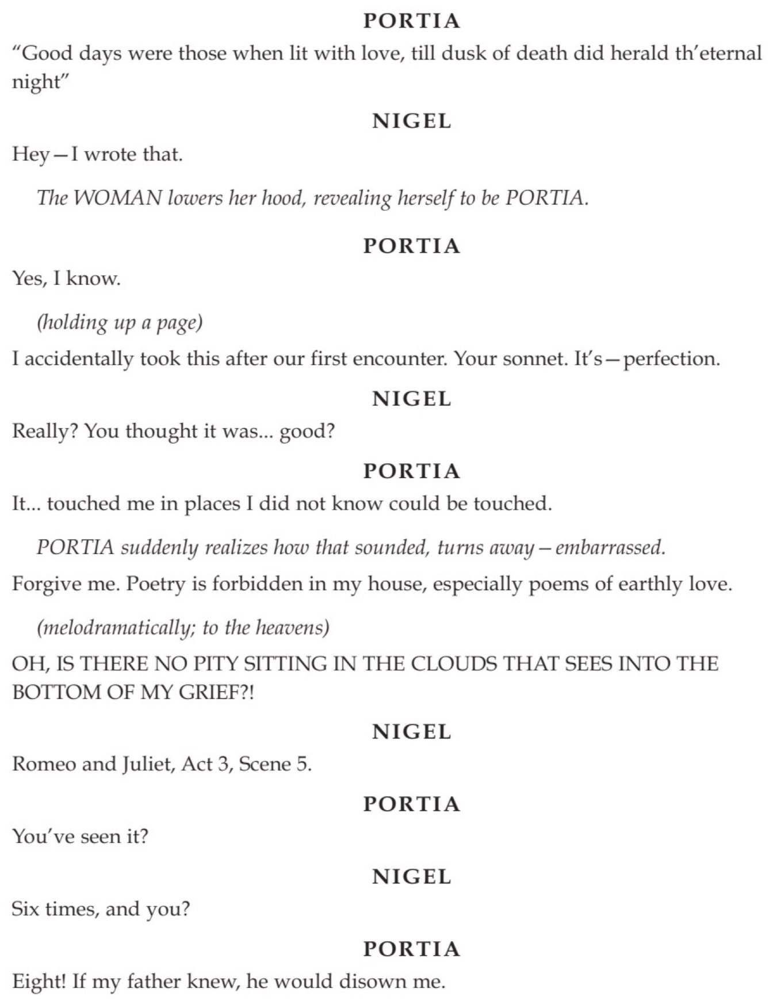 PORTIA
“Good days were those when lit with love, till dusk of death did herald th’eternal
night”
NIGEL
Hey—I wrote that.
The WOMAN lowers her hood, revealing herself to be PORTIA.
PORTIA
Yes, I know.
(holding up a page)
I accidentally took this after our first encounter. Your sonnet. It’s—perfection.
NIGEL
Really? You thought it was... good?
PORTIA
It... touched me in places I did not know could be touched.
PORTIA suddenly realizes how that sounded, turns away—embarrassed.
Forgive me. Poetry is forbidden in my house, especially poems of earthly love.
(melodramatically; to the heavens)
OH, IS THERE NO PITY SITTING IN THE CLOUDS THAT SEES INTO THE
BOTTOM OF MY GRIEF?!
NIGEL
Romeo and Juliet, Act 3, Scene 5.
PORTIA
You’ve seen it?
NIGEL
Six times, and you?
PORTIA
Eight! If my father knew, he would disown me.